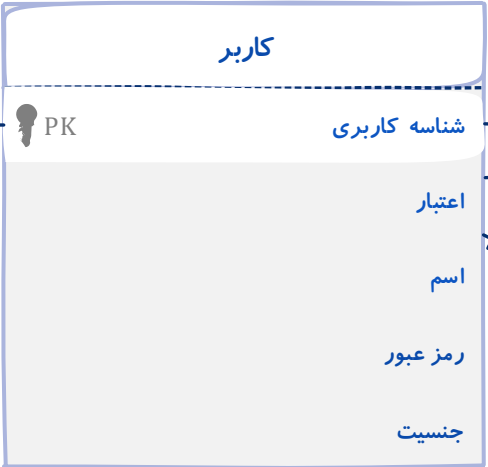 کاربر
شناسه کاربری PK
اعتبار
اسم
رمز عبور
جنسیت